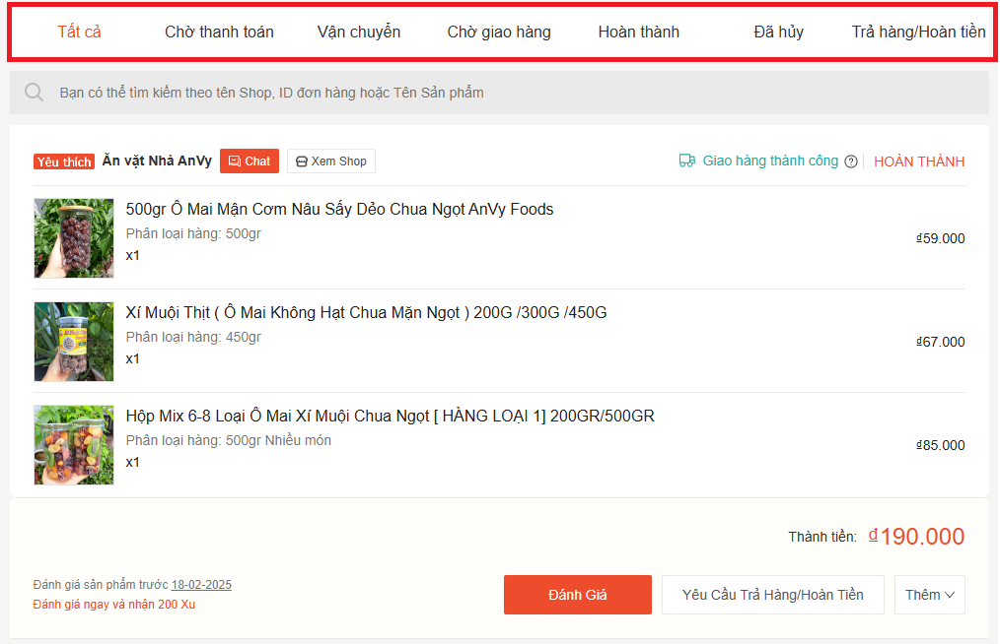 Tất cả Chờ thanh toán Vận chuyển Chờ giao hàng Hoàn thành Đã hủy Trả hàng/Hoàn tiền
Bạn có thể tìm kiếm theo tên Shop, ID đơn hàng hoặc Tên Sản phẩm
Yêu thích Ăn vặt Nhà AnVy Chat Xem Shop Giao hàng thành công HOÀN THÀNH
500gr Ô Mai Mận Cơm Nâu Sấy Dẻo Chua Ngọt AnVy Foods
Phân loại hàng: 500gr
x1
₫59.000
Xí Muội Thịt ( Ô Mai Không Hạt Chua Mặn Ngọt ) 200G /300G /450G
Phân loại hàng: 450gr
x1
₫67.000
Hộp Mix 6-8 Loại Ô Mai Xí Muội Chua Ngọt [ HÀNG LOẠI 1] 200GR/500GR
Phân loại hàng: 500gr Nhiều món
x1
₫85.000
Thành tiền: ₫190.000
Đánh giá sản phẩm trước 18-02-2025
Đánh giá ngay và nhận 200 Xu
Đánh Giá Yêu Cầu Trả Hàng/Hoàn Tiền Thêm